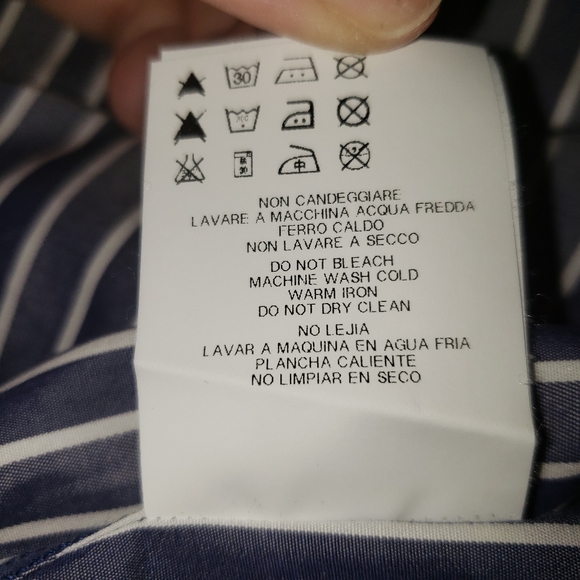 30
NON CANDEGGIARE
LAVARE A MACCHINA ACQUA FREDDA
FERRO CALDO
NON LAVARE A SECCO
DO NOT BLEACH
MACHINE WASH COLD
WARM IRON
DO NOT DRY CLEAN
NO LEJIA
LAVAR A MAQUINA EN AGUA FRIA
PLANCHA CALIENTE
NO LIMPIAR EN SECO